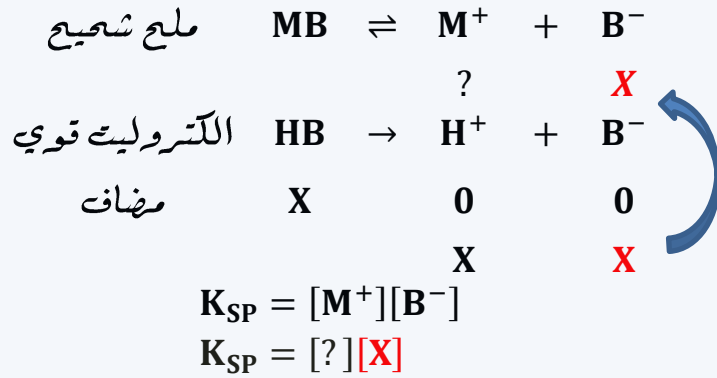 ملح شحيح MB ⇌ M⁺ + B⁻
? X
الكتروليت قوي HB → H⁺ + B⁻
مضاف X 0 0
X X
K_SP = [M⁺][B⁻]
K_SP = [?][X]